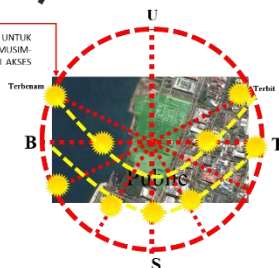 U
UNTUK
MUSIM-
AKSES
Terbenam
Terbit
B
T
Public
S